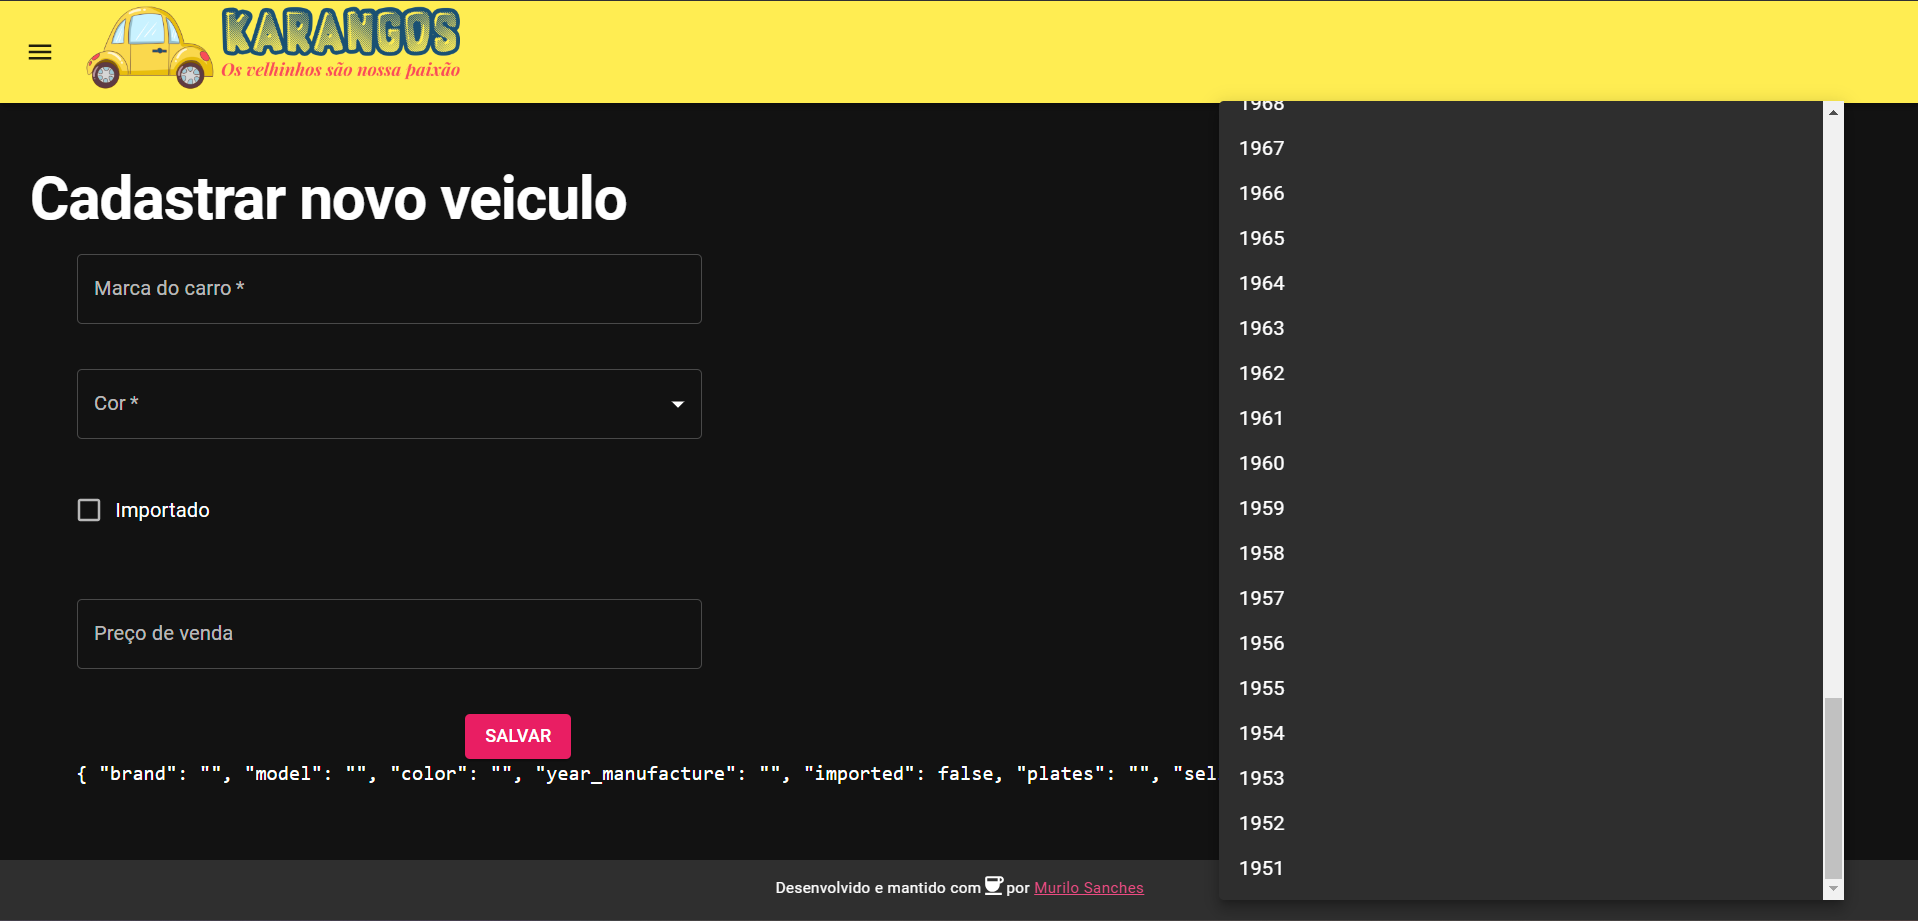 KARANGOS
Os velhinhos são nossa paixão
Cadastrar novo veiculo
Marca do carro *
Cor *
Importado
Preço de venda
SALVAR
{ "brand": "", "model": "", "color": "", "year_manufacture": "", "imported": false, "plates": "", "sel
1968
1967
1966
1965
1964
1963
1962
1961
1960
1959
1958
1957
1956
1955
1954
1953
1952
1951
Desenvolvido e mantido com por Murilo Sanches